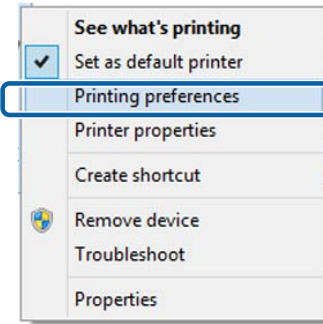 See what's printing
Set as default printer
Printing preferences
Printer properties
Create shortcut
Remove device
Troubleshoot
Properties